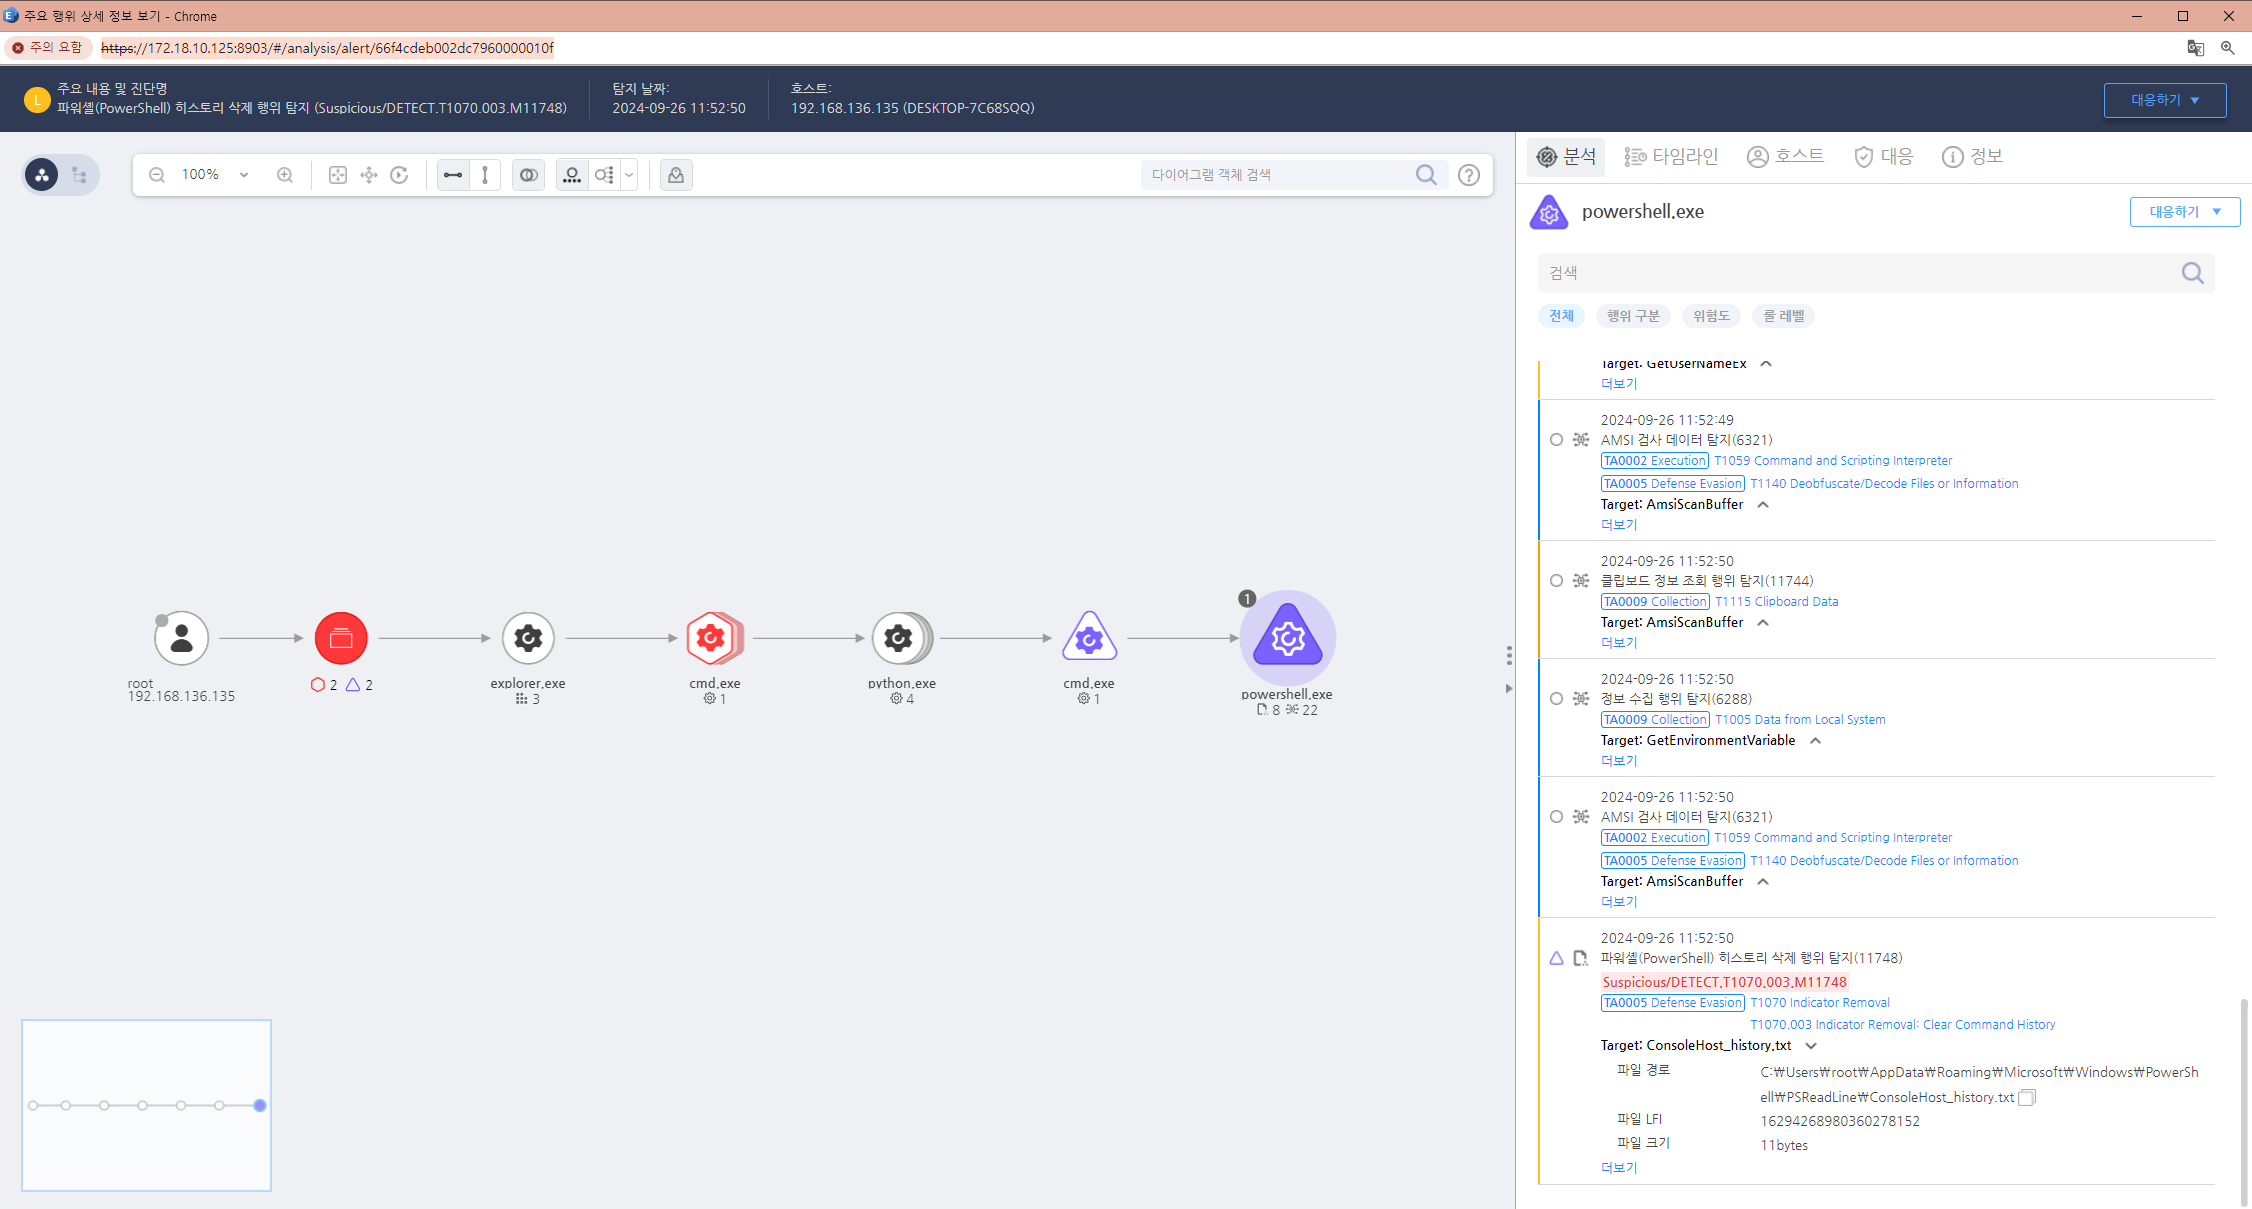 주요 행위 상세 정보 보기 - Chrome
주의 요함 https://172.18.10.125:8903/#/analysis/alert/66f4cdeb002dc7960000010f
L
주요 내용 및 진단명
파워셸(PowerShell) 히스토리 삭제 행위 탐지 (Suspicious/DETECT.T1070.003.M11748)
탐지 날짜:
2024-09-26 11:52:50
호스트:
192.168.136.135 (DESKTOP-7C68SQQ)
대응하기
100%
다이어그램 객체 검색
root
192.168.136.135
2 2
explorer.exe
3
cmd.exe
1
python.exe
4
cmd.exe
1
1
powershell.exe
8 22
분석 타임라인 호스트 대응 정보
powershell.exe
대응하기
검색
전체 행위 구분 위험도 룰 레벨
Target: GetUserNameEx
더보기
2024-09-26 11:52:49
AMSI 검사 데이터 탐지(6321)
TA0002 Execution T1059 Command and Scripting Interpreter
TA0005 Defense Evasion T1140 Deobfuscate/Decode Files or Information
Target: AmsiScanBuffer
더보기
2024-09-26 11:52:50
클립보드 정보 조회 행위 탐지(11744)
TA0009 Collection T1115 Clipboard Data
Target: AmsiScanBuffer
더보기
2024-09-26 11:52:50
정보 수집 행위 탐지(6288)
TA0009 Collection T1005 Data from Local System
Target: GetEnvironmentVariable
더보기
2024-09-26 11:52:50
AMSI 검사 데이터 탐지(6321)
TA0002 Execution T1059 Command and Scripting Interpreter
TA0005 Defense Evasion T1140 Deobfuscate/Decode Files or Information
Target: AmsiScanBuffer
더보기
2024-09-26 11:52:50
파워셸(PowerShell) 히스토리 삭제 행위 탐지(11748)
Suspicious/DETECT.T1070.003.M11748
TA0005 Defense Evasion T1070 Indicator Removal
T1070.003 Indicator Removal: Clear Command History
Target: ConsoleHost_history.txt
파일 경로 C:₩Users₩root₩AppData₩Roaming₩Microsoft₩Windows₩PowerSh
ell₩PSReadLine₩ConsoleHost_history.txt
파일 LFI 16294268980360278152
파일 크기 11bytes
더보기